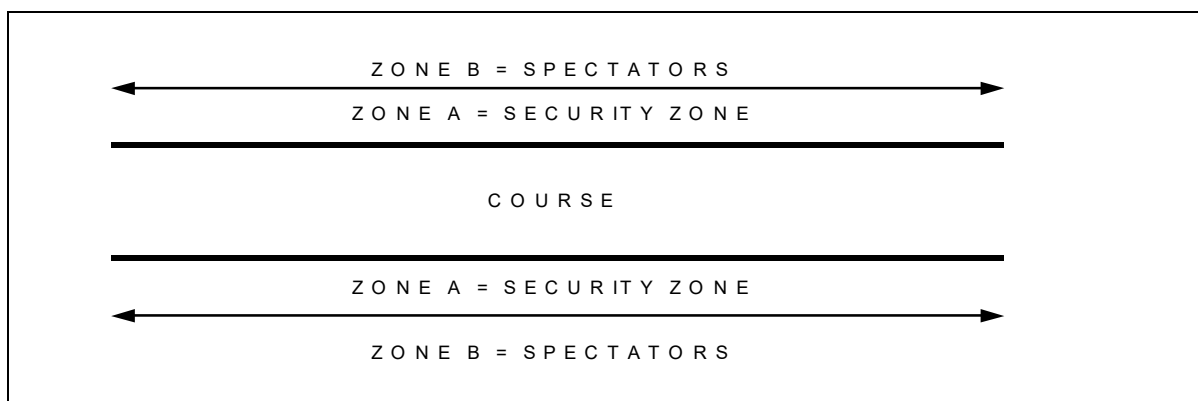 ZONE B = SPECTATORS
ZONE A = SECURITY ZONE
COURSE
ZONE A = SECURITY ZONE
ZONE B = SPECTATORS